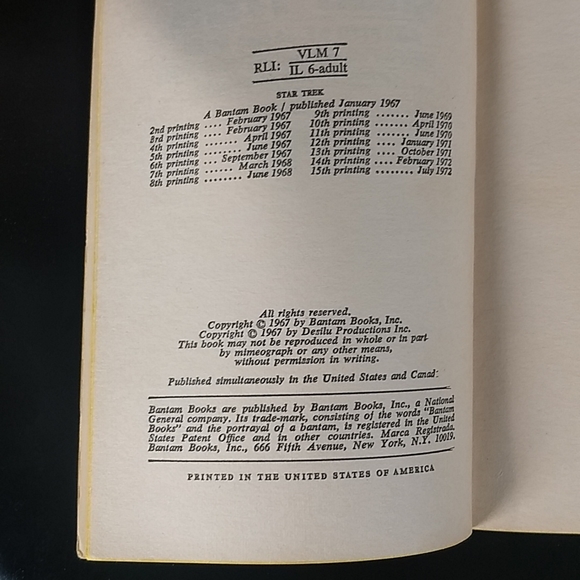 RLI: VLM 7
IL 6-adult
STAR TREK
A Bantam Book / published January 1967
2nd printing .... February 1967
3rd printing .... February 1967
4th printing ....... April 1967
5th printing ....... June 1967
6th printing ... September 1967
7th printing ...... March 1968
8th printing ........ June 1968
9th printing ....... June 1969
10th printing ....... April 1970
11th printing ....... June 1970
12th printing .... January 1971
13th printing .... October 1971
14th printing .... February 1972
15th printing ........ July 1972
All rights reserved.
Copyright © 1967 by Bantam Books, Inc.
Copyright © 1967 by Desilu Productions Inc.
This book may not be reproduced in whole or in part
by mimeograph or any other means,
without permission in writing.
Published simultaneously in the United States and Canad
Bantam Books are published by Bantam Books, Inc., a National
General company. Its trade-mark, consisting of the words "Bantam
Books" and the portrayal of a bantam, is registered in the United
States Patent Office and in other countries. Marca Registrada.
Bantam Books, Inc., 666 Fifth Avenue, New York, N.Y. 10019.
PRINTED IN THE UNITED STATES OF AMERICA